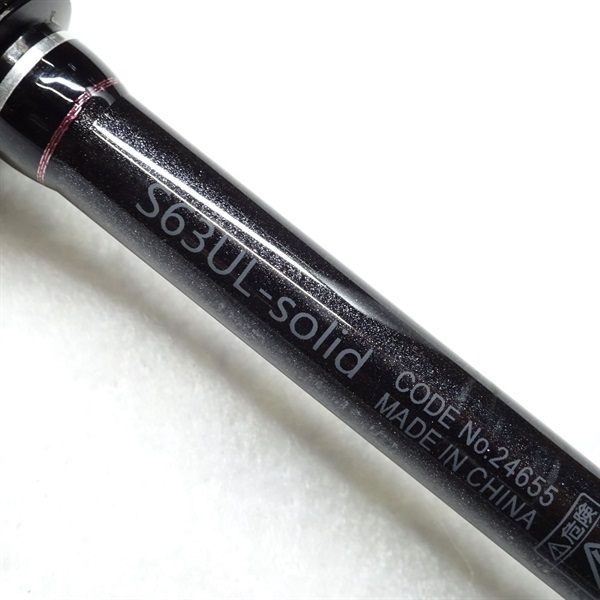 S63UL-solid
CODE No.24655
MADE IN CHINA
危険